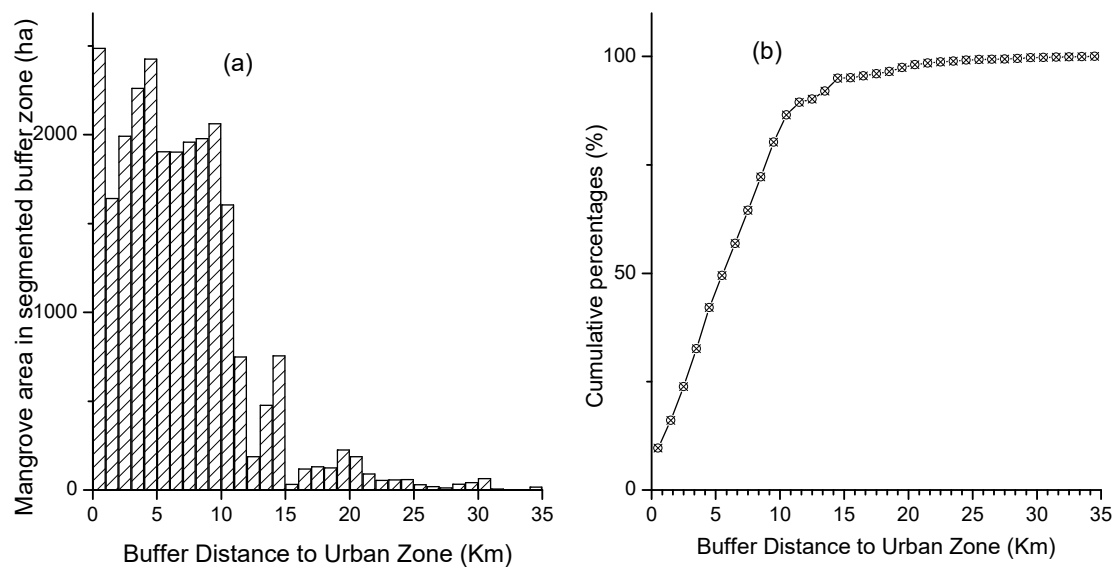 (a)
Mangrove area in segmented buffer zone (ha)
2000
1000
0
0 5 10 15 20 25 30 35
Buffer Distance to Urban Zone (Km)
(b)
Cumulative percentages (%)
100
50
0
0 5 10 15 20 25 30 35
Buffer Distance to Urban Zone (Km)